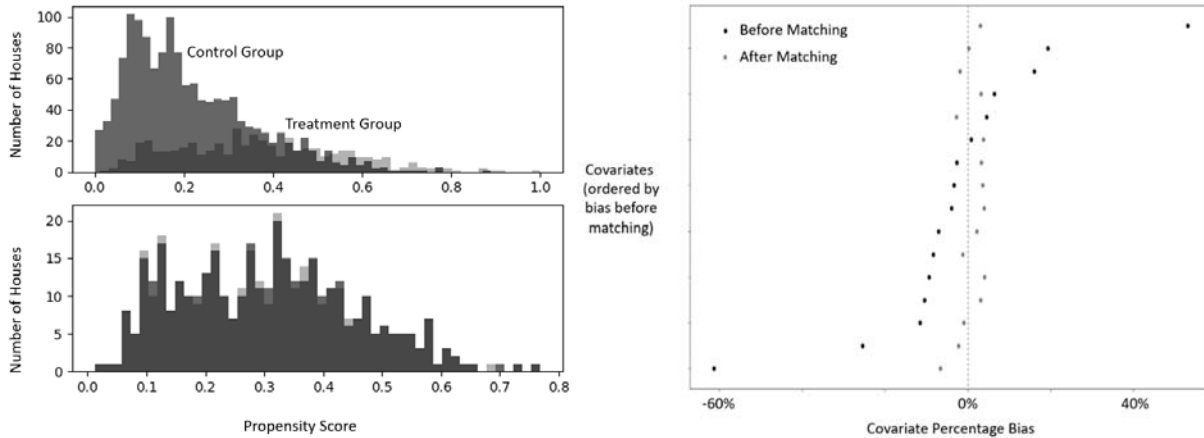 Number of Houses
100
80
60
40
20
0
Control Group
Treatment Group
0.0
0.2
0.4
0.6
0.8
1.0
Number of Houses
20
15
10
5
0
0.0
0.1
0.2
0.3
0.4
0.5
0.6
0.7
0.8
Propensity Score
Before Matching
After Matching
Covariates
(ordered by
bias before
matching)
-60%
0%
40%
Covariate Percentage Bias